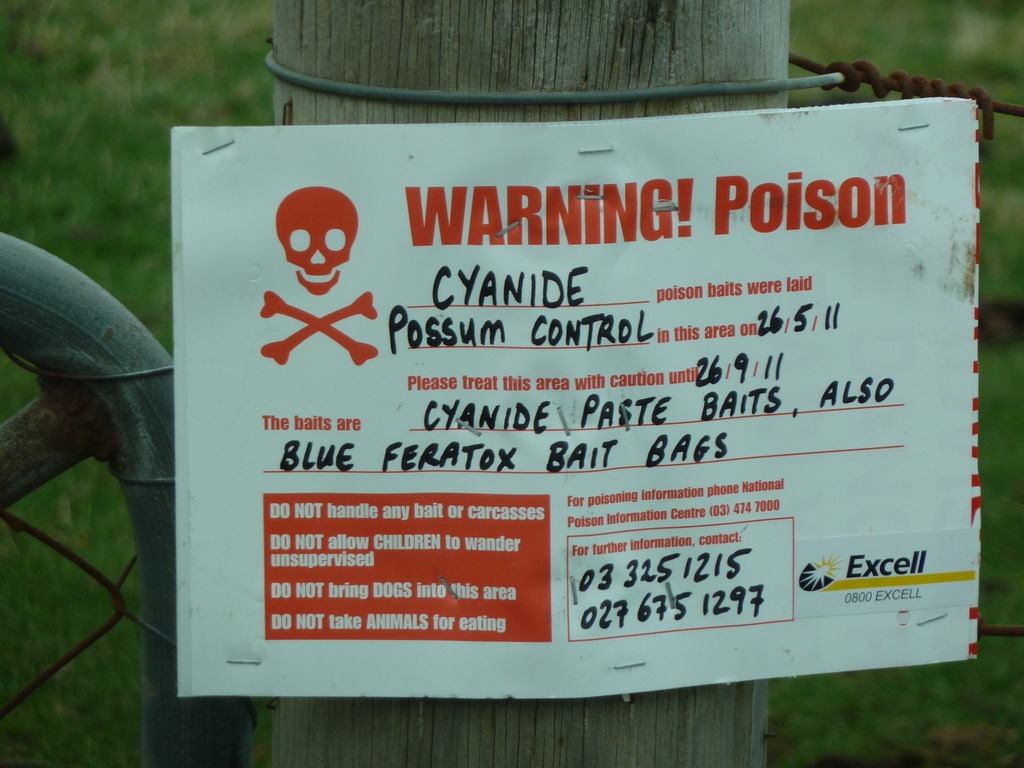 WARNING! Poison
CYANIDE poison baits were laid
POSSUM CONTROL in this area on 26/5/11
Please treat this area with caution until 26/9/11
The baits are CYANIDE PASTE BAITS, ALSO
BLUE FERATOX BAIT BAGS
DO NOT handle any bait or carcasses
DO NOT allow CHILDREN to wander
unsupervised
DO NOT bring DOGS into this area
DO NOT take ANIMALS for eating
For poisoning information phone National
Poison Information Centre (03) 474 7000
For further information, contact:
03 325 1215
027 675 1297
Excell
0800 EXCELL